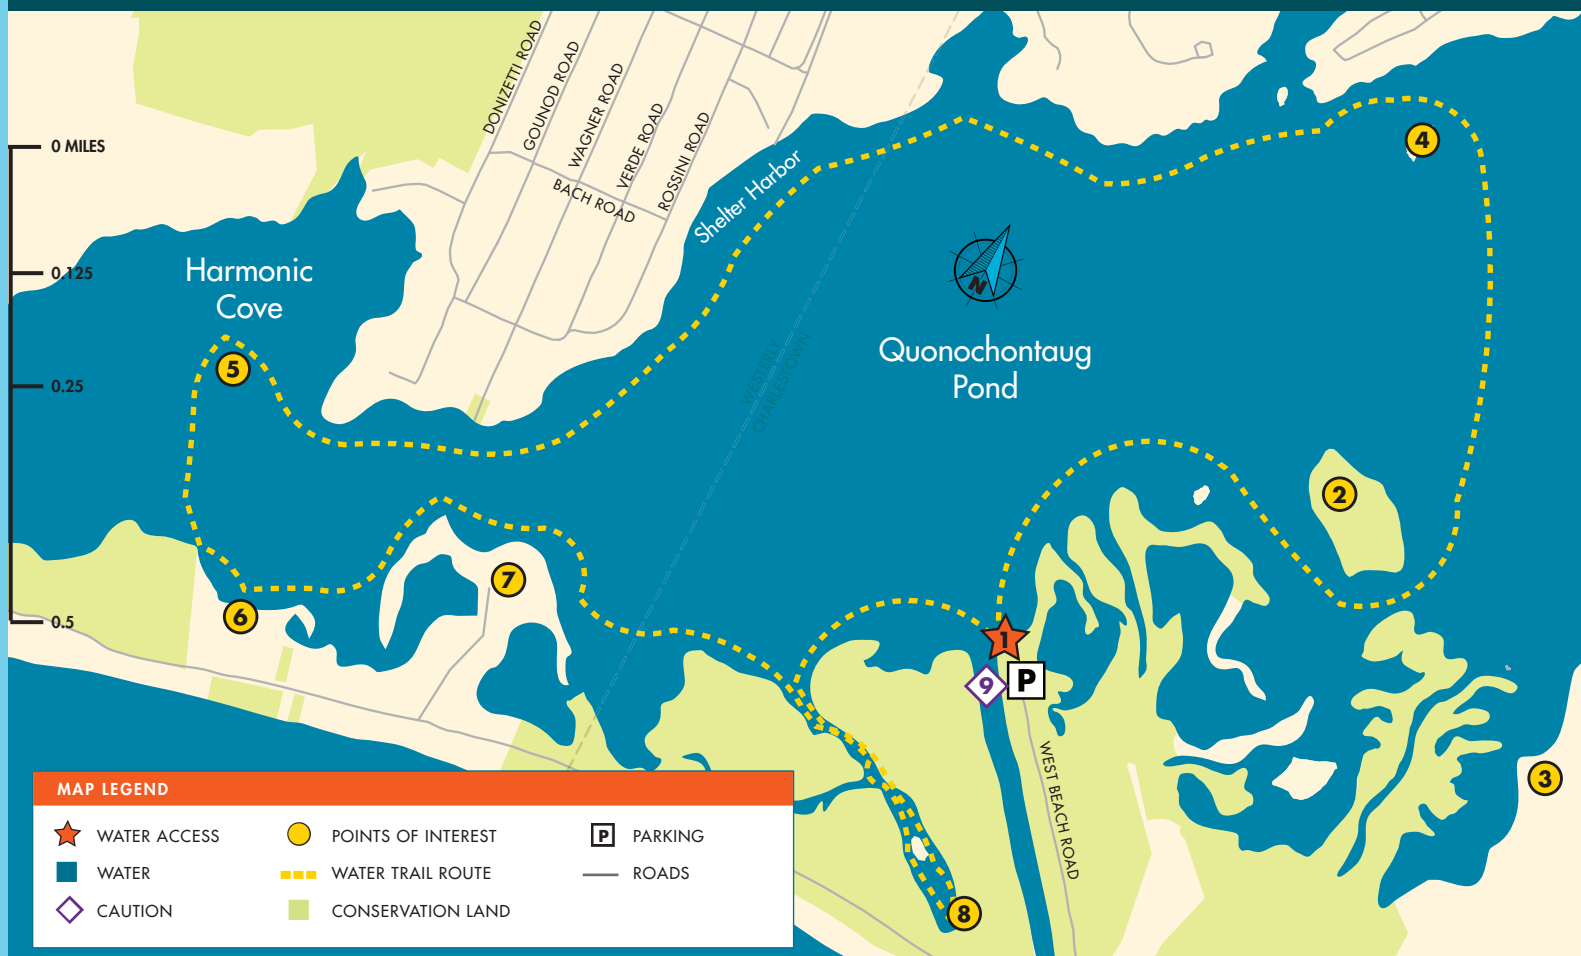 DONIZETTI ROAD
GOUNOD ROAD
WAGNER ROAD
VERDE ROAD
ROSSINI ROAD
BACH ROAD
Shelter Harbor
0 MILES
0.125
0.25
0.5
Harmonic
Cove
5
4
N
WESTERLY
CHARLESTOWN
Quonochontaug
Pond
2
7
6
1
9
P
3
WEST BEACH ROAD
8
MAP LEGEND
WATER ACCESS
POINTS OF INTEREST
P
PARKING
WATER
WATER TRAIL ROUTE
ROADS
CAUTION
CONSERVATION LAND